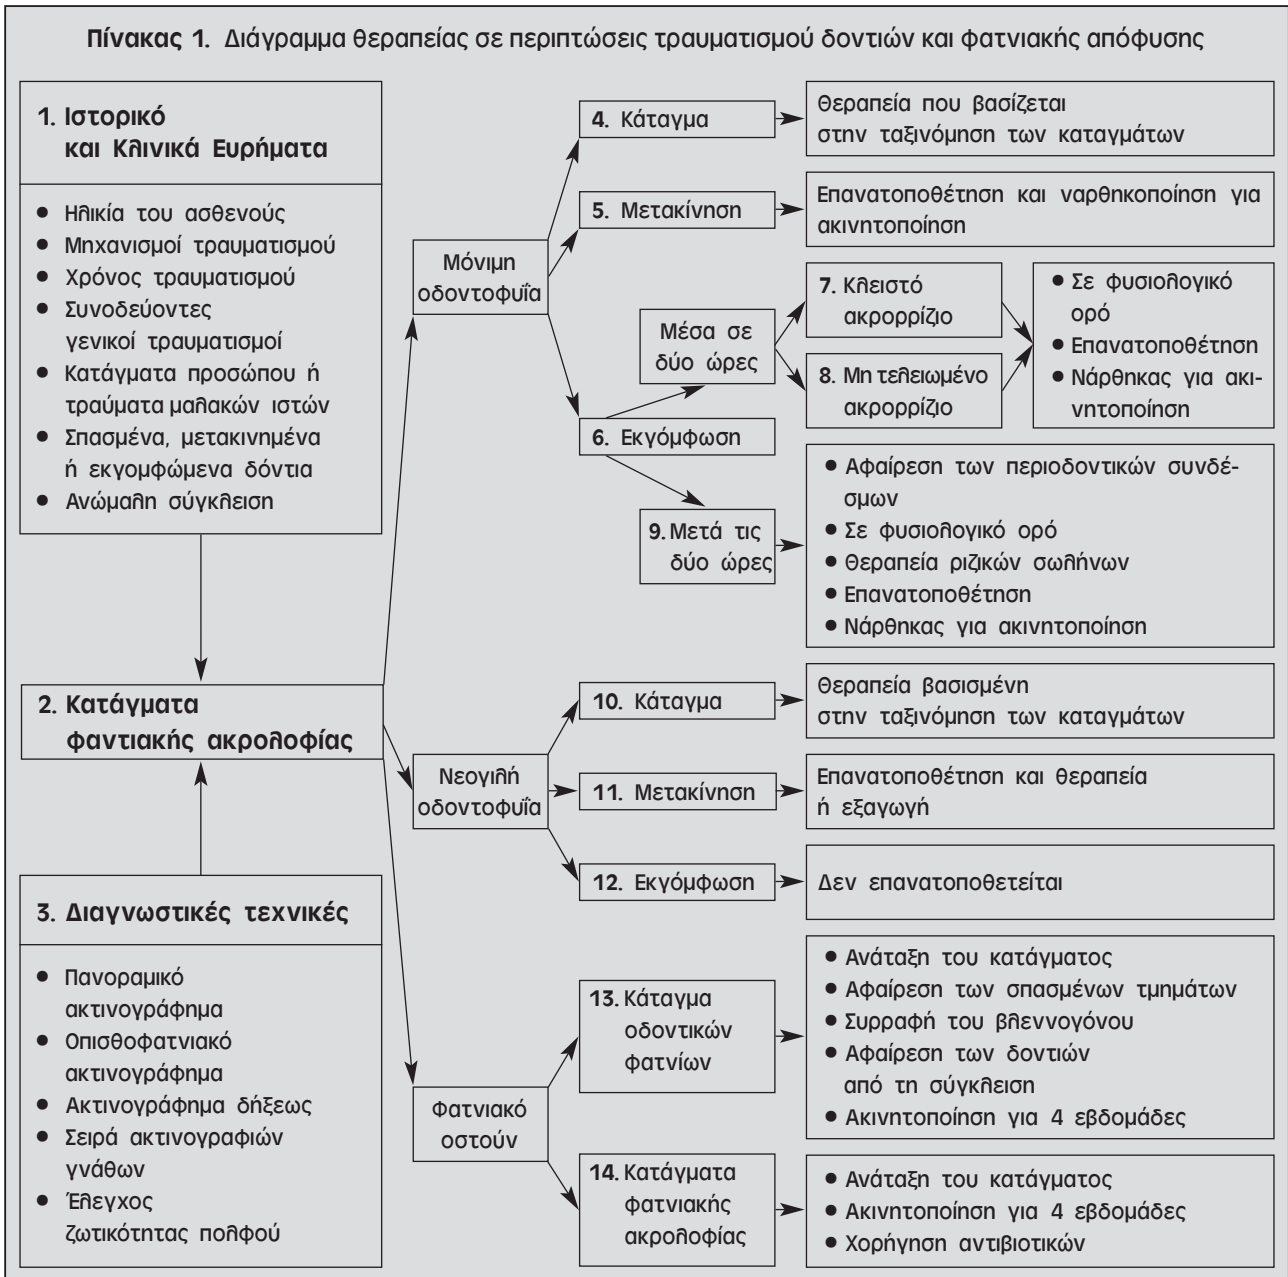 Πίνακας 1. Διάγραμμα θεραπείας σε περιπτώσεις τραυματισμού δοντιών και φατνιακής απόφυσης
1. Ιστορικό
και Κλινικά Ευρήματα
● Ηλικία του ασθενούς
● Μηχανισμοί τραυματισμού
● Χρόνος τραυματισμού
● Συνοδεύοντες
γενικοί τραυματισμοί
● Κατάγματα προσώπου ή
τραύματα μαλακών ιστών
● Σπασμένα, μετακινημένα
ή εκγομφώμενα δόντια
● Ανώμαλη σύγκλειση
2. Κατάγματα
φαντιακής ακρολοφίας
3. Διαγνωστικές τεχνικές
● Πανοραμικό
ακτινογράφημα
● Οπισθοφατνιακό
ακτινογράφημα
● Ακτινογράφημα δήξεως
● Σειρά ακτινογραφιών
γνάθων
● Έλεγχος
ζωτικότητας πολφού
Μόνιμη
οδοντοφυΐα
4. Κάταγμα
Θεραπεία που βασίζεται
στην ταξινόμηση των καταγμάτων
5. Μετακίνηση
Επανατοποθέτηση και ναρθηκοποίηση για
ακινητοποίηση
6. Εκγόμφωση
Μέσα σε
δύο ώρες
7. Κλειστό
ακρορρίζιο
8. Μη τελειωμένο
ακρορρίζιο
● Σε φυσιολογικό
ορό
● Επανατοποθέτηση
● Νάρθηκας για ακι-
νητοποίηση
9. Μετά τις
δύο ώρες
● Αφαίρεση των περιοδοντικών συνδέ-
σμων
● Σε φυσιολογικό ορό
● Θεραπεία ριζικών σωλήνων
● Επανατοποθέτηση
● Νάρθηκας για ακινητοποίηση
Νεογιλή
οδοντοφυΐα
10. Κάταγμα
Θεραπεία βασισμένη
στην ταξινόμηση των καταγμάτων
11. Μετακίνηση
Επανατοποθέτηση και θεραπεία
ή εξαγωγή
12. Εκγόμφωση
Δεν επανατοποθετείται
Φατνιακό
οστούν
13. Κάταγμα
οδοντικών
φατνίων
● Ανάταξη του κατάγματος
● Αφαίρεση των σπασμένων τμημάτων
● Συρραφή του βλεννογόνου
● Αφαίρεση των δοντιών
από τη σύγκλειση
● Ακινητοποίηση για 4 εβδομάδες
14. Κατάγματα
φατνιακής
ακρολοφίας
● Ανάταξη του κατάγματος
● Ακινητοποίηση για 4 εβδομάδες
● Χορήγηση αντιβιοτικών